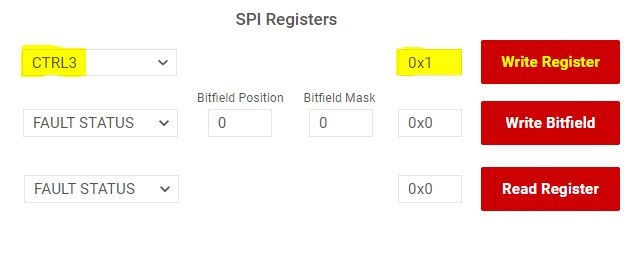 SPI Registers
CTRL3 0x1 Write Register
Bitfield Position Bitfield Mask
FAULT STATUS 0 0 0x0 Write Bitfield
FAULT STATUS 0x0 Read Register